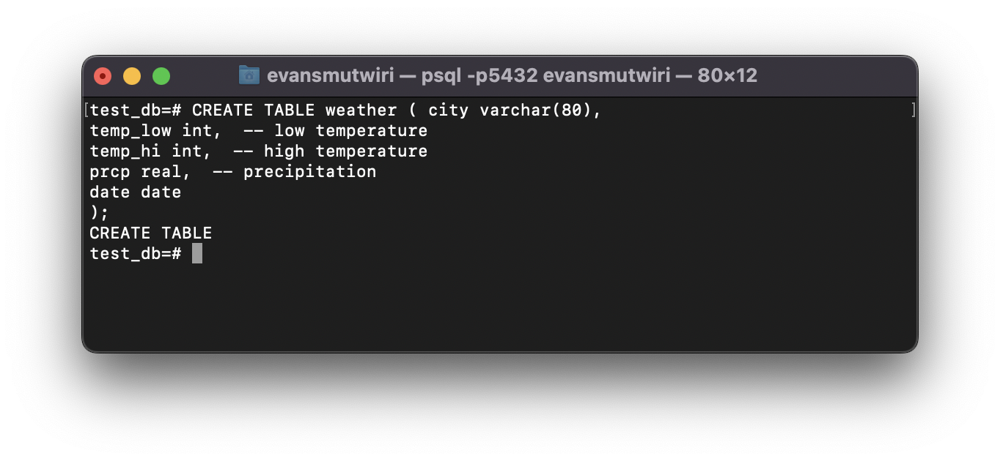 evansmutwiri — psql -p5432 evansmutwiri — 80×12
[test_db=# CREATE TABLE weather ( city varchar(80), ]
temp_low int,  -- low temperature
temp_hi int,  -- high temperature
prcp real,  -- precipitation
date date
);
CREATE TABLE
test_db=#